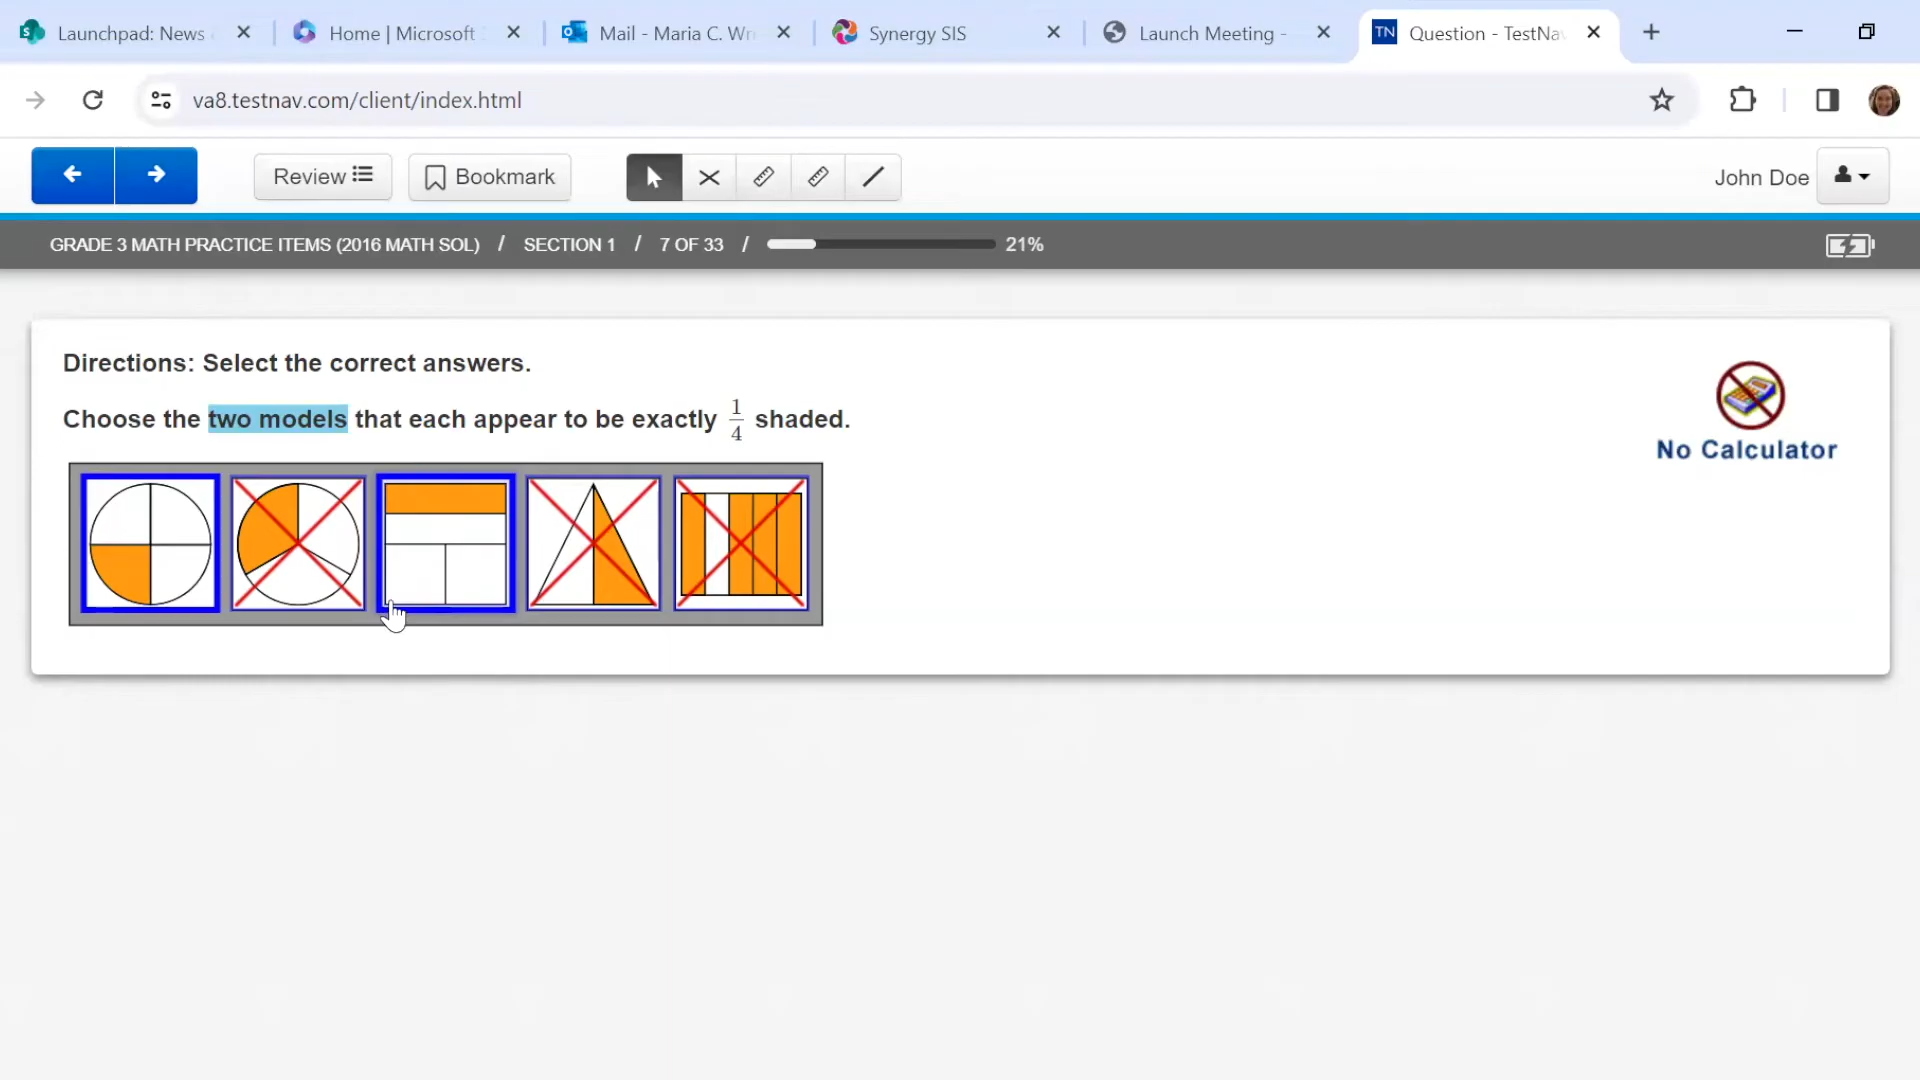 Launchpad: News
Home | Microsoft
Mail - Maria C. Wr
Synergy SIS
Launch Meeting -
TN
Question - TestNa
va8.testnav.com/client/index.html
Review
Bookmark
John Doe
GRADE 3 MATH PRACTICE ITEMS (2016 MATH SOL) / SECTION 1 / 7 OF 33 / 21%
Directions: Select the correct answers.
Choose the two models that each appear to be exactly 1/4 shaded.
No Calculator